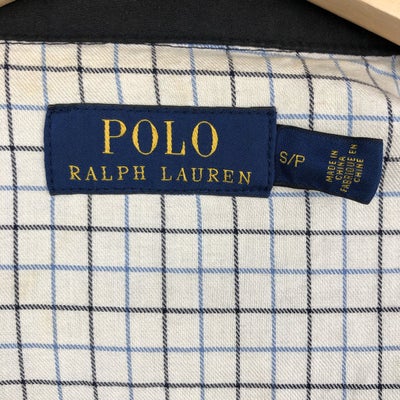 POLO
RALPH LAUREN
S/P
MADE IN
CHINA
FABRIQUÉ EN
CHINE